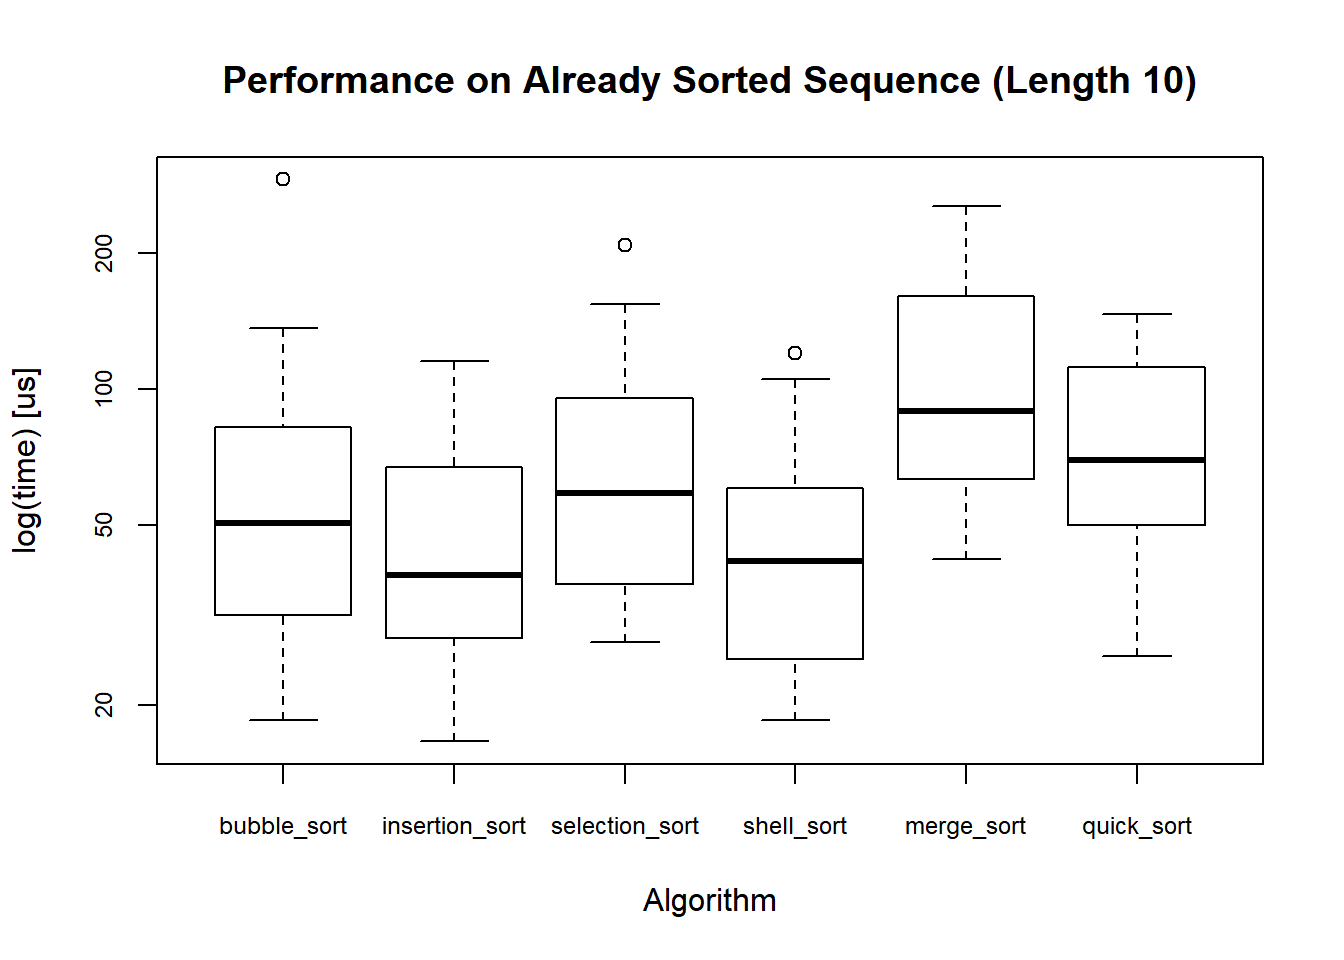 Performance on Already Sorted Sequence (Length 10)
log(time) [us]
200
100
50
20
bubble_sort insertion_sort selection_sort shell_sort merge_sort quick_sort
Algorithm